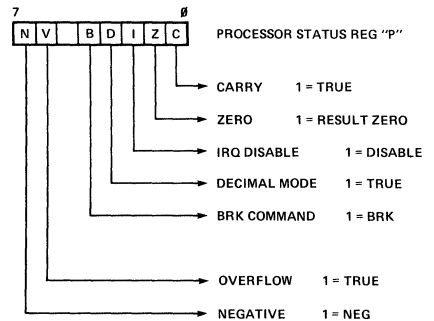 7 Ø
N V B D I Z C PROCESSOR STATUS REG "P"
CARRY 1 = TRUE
ZERO 1 = RESULT ZERO
IRQ DISABLE 1 = DISABLE
DECIMAL MODE 1 = TRUE
BRK COMMAND 1 = BRK
OVERFLOW 1 = TRUE
NEGATIVE 1 = NEG